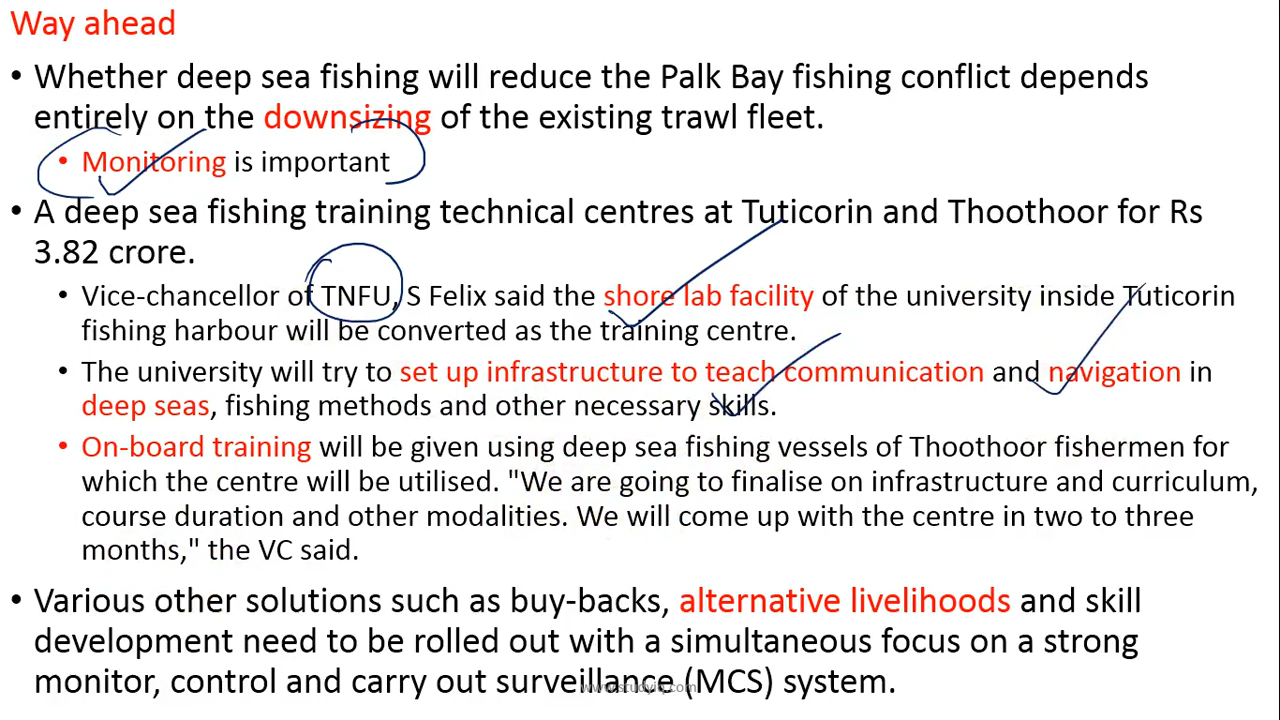 Way ahead
• Whether deep sea fishing will reduce the Palk Bay fishing conflict depends
entirely on the downsizing of the existing trawl fleet.
• Monitoring is important
• A deep sea fishing training technical centres at Tuticorin and Thoothoor for Rs
3.82 crore.
• Vice-chancellor of TNFU, S Felix said the shore lab facility of the university inside Tuticorin
fishing harbour will be converted as the training centre.
• The university will try to set up infrastructure to teach communication and navigation in
deep seas, fishing methods and other necessary skills.
• On-board training will be given using deep sea fishing vessels of Thoothoor fishermen for
which the centre will be utilised. "We are going to finalise on infrastructure and curriculum,
course duration and other modalities. We will come up with the centre in two to three
months," the VC said.
• Various other solutions such as buy-backs, alternative livelihoods and skill
development need to be rolled out with a simultaneous focus on a strong
monitor, control and carry out surveillance (MCS) system.
www.studyiq.com